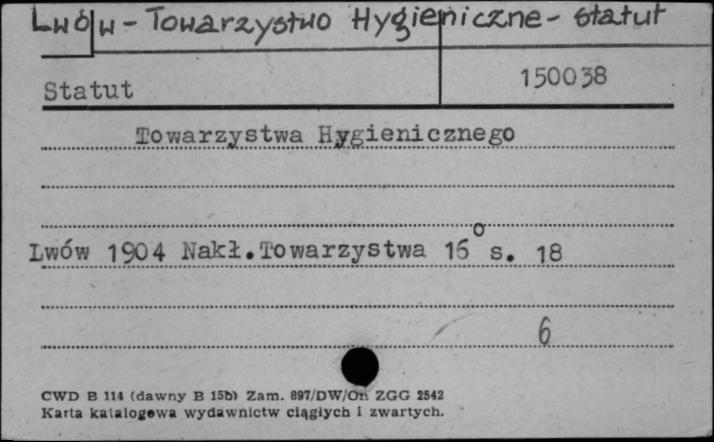 Lwów - Towarzystwo Hygieniczne - statut
Statut
150038
Towarzystwa Hygienicznego
Lwów 1904 Nakł. Towarzystwa 16° s. 18
6
CWD B 114 (dawny B 15b) Zam. 897/DW/On ZGG 2542
Karta katalogowa wydawnictw ciągłych i zwartych.